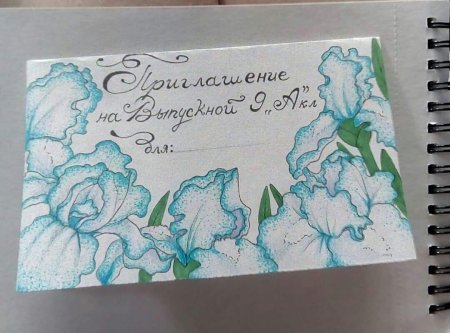 Приглашение
на Выпускной 9 „А” кл
для: